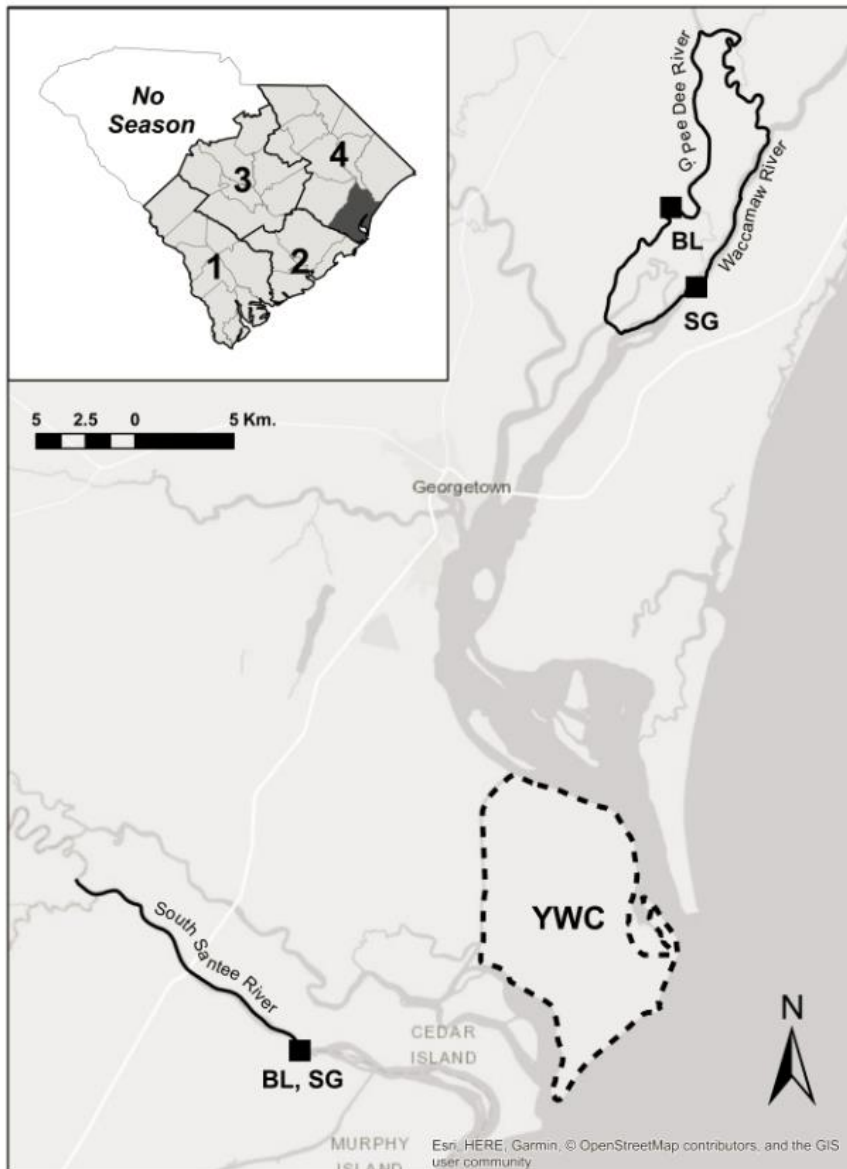 No
Season
3
4
1
2
5 2.5 0 5 Km.
G. Pee Dee River
Waccamaw River
BL
SG
Georgetown
YWC
South Santee River
BL, SG
CEDAR
ISLAND
MURPHY
ISLAND
N
Esri, HERE, Garmin, © OpenStreetMap contributors, and the GIS
user community